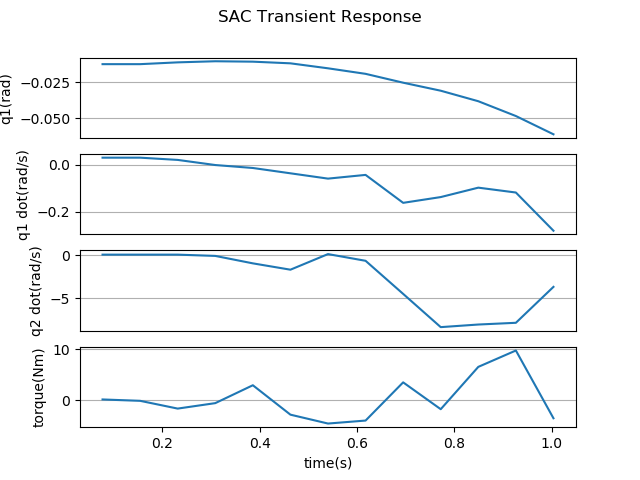 SAC Transient Response
q1(rad)
−0.025
−0.050
q1 dot(rad/s)
0.0
−0.2
q2 dot(rad/s)
0
−5
torque(Nm)
10
0
0.2 0.4 0.6 0.8 1.0
time(s)